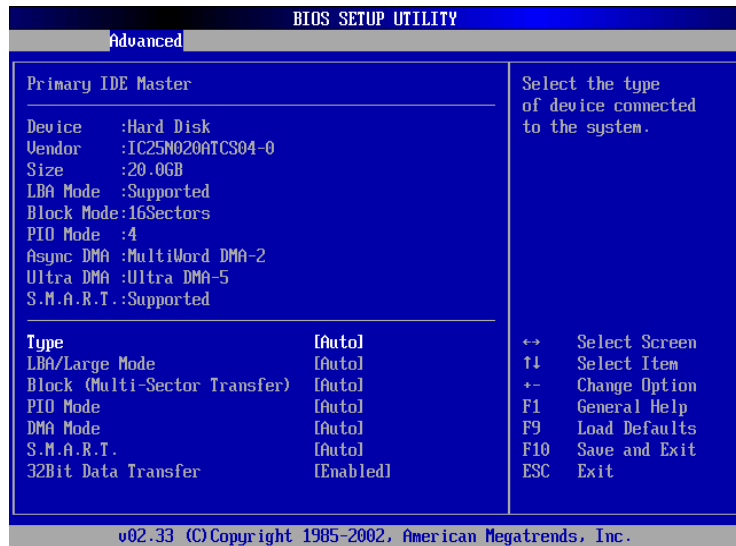 BIOS SETUP UTILITY
Advanced
Primary IDE Master
Device :Hard Disk
Vendor :IC25N020ATCS04-0
Size :20.0GB
LBA Mode :Supported
Block Mode:16Sectors
PIO Mode :4
Async DMA :MultiWord DMA-2
Ultra DMA :Ultra DMA-5
S.M.A.R.T.:Supported
Type [Auto]
LBA/Large Mode [Auto]
Block (Multi-Sector Transfer) [Auto]
PIO Mode [Auto]
DMA Mode [Auto]
S.M.A.R.T. [Auto]
32Bit Data Transfer [Enabled]
Select the type
of device connected
to the system.
↔ Select Screen
↑↓ Select Item
+- Change Option
F1 General Help
F9 Load Defaults
F10 Save and Exit
ESC Exit
v02.33 (C)Copyright 1985-2002, American Megatrends, Inc.